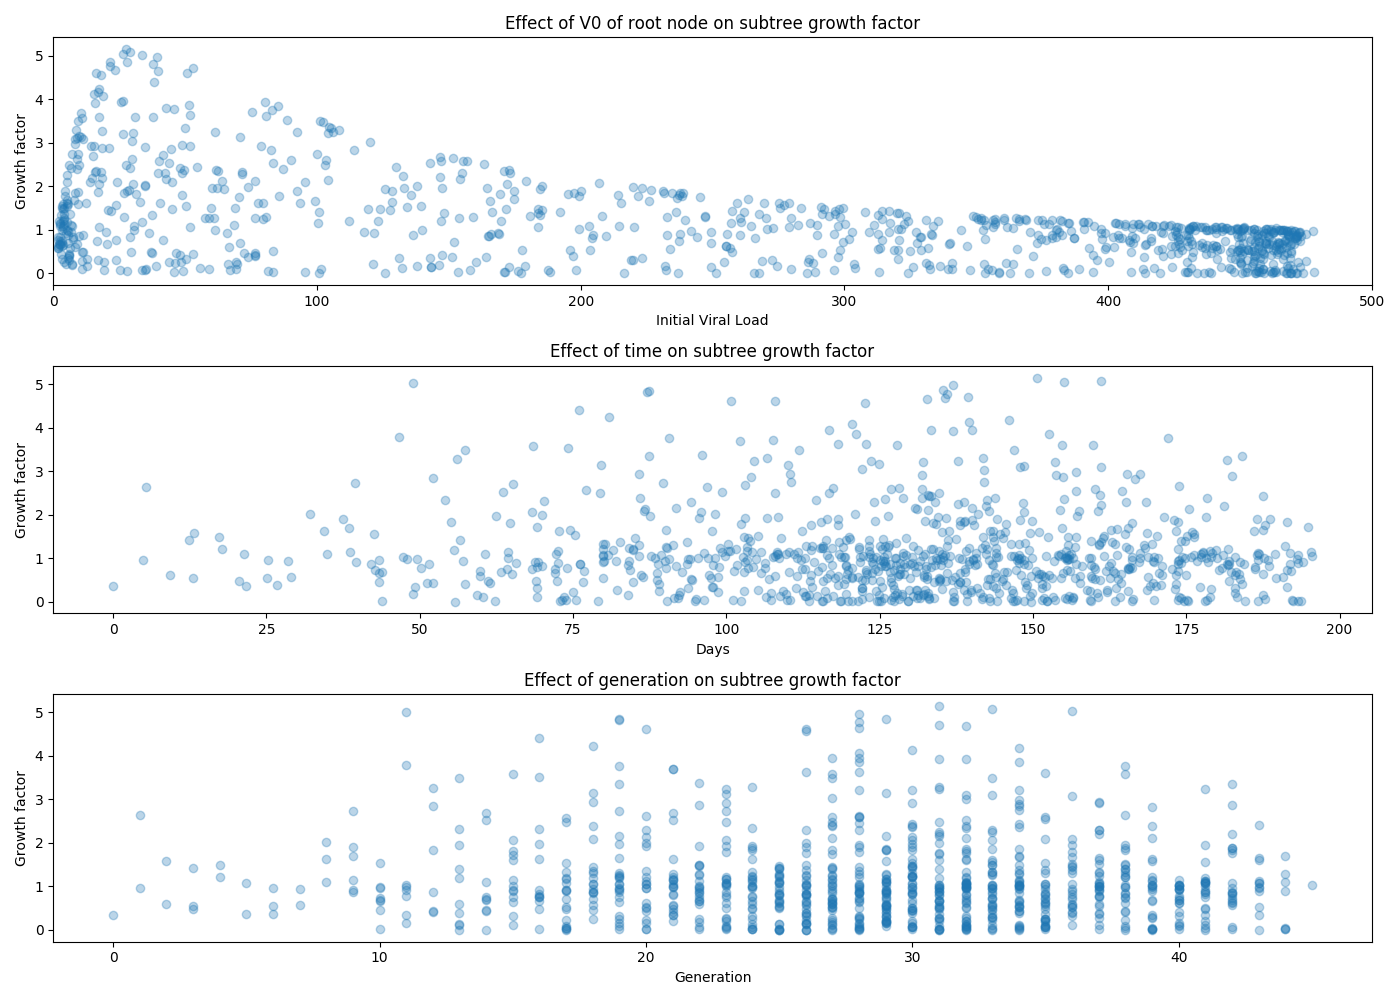 Effect of V0 of root node on subtree growth factor
Growth factor
5
4
3
2
1
0
0 100 200 300 400 500
Initial Viral Load
Effect of time on subtree growth factor
Growth factor
5
4
3
2
1
0
0 25 50 75 100 125 150 175 200
Days
Effect of generation on subtree growth factor
Growth factor
5
4
3
2
1
0
0 10 20 30 40
Generation